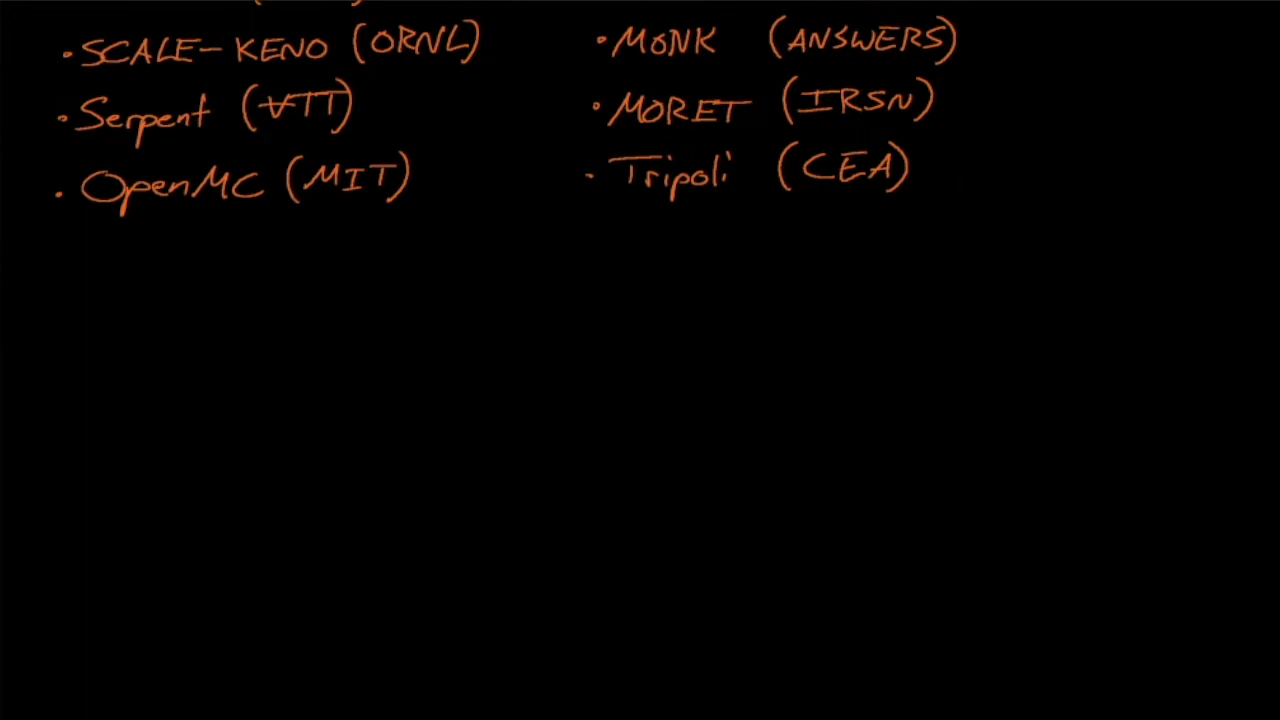 • SCALE-KENO (ORNL)
• Serpent (VTT)
• OpenMC (MIT)
• MONK (ANSWERS)
• MORET (IRSN)
• Tripoli (CEA)